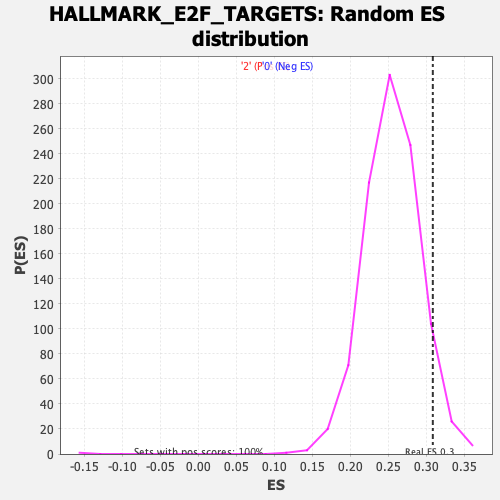 HALLMARK_E2F_TARGETS: Random ES
distribution
'2' (P'0' (Neg ES)
300
280
260
240
220
200
180
160
140
120
100
80
60
40
20
0
P(ES)
Sets with pos scores: 100%
Real ES 0.3
-0.15 -0.10 -0.05 0.00 0.05 0.10 0.15 0.20 0.25 0.30 0.35
ES